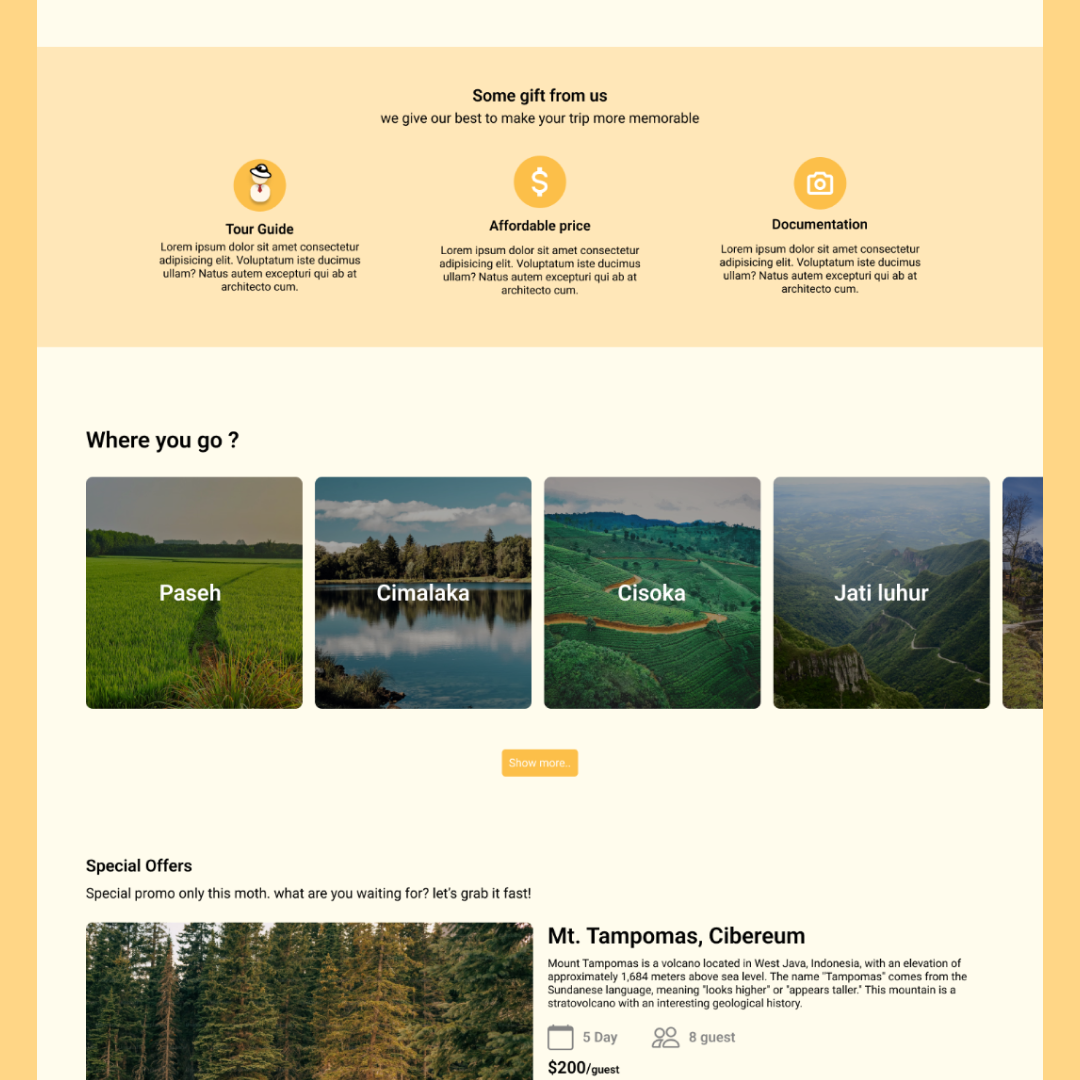 Some gift from us
we give our best to make your trip more memorable
Tour Guide
Lorem ipsum dolor sit amet consectetur
adipisicing elit. Voluptatum iste ducimus
ullam? Natus autem excepturi qui ab at
architecto cum.
Affordable price
Lorem ipsum dolor sit amet consectetur
adipisicing elit. Voluptatum iste ducimus
ullam? Natus autem excepturi qui ab at
architecto cum.
Documentation
Lorem ipsum dolor sit amet consectetur
adipisicing elit. Voluptatum iste ducimus
ullam? Natus autem excepturi qui ab at
architecto cum.
Where you go ?
Paseh
Cimalaka
Cisoka
Jati luhur
Show more..
Special Offers
Special promo only this moth. what are you waiting for? let's grab it fast!
Mt. Tampomas, Cibereum
Mount Tampomas is a volcano located in West Java, Indonesia, with an elevation of
approximately 1,684 meters above sea level. The name "Tampomas" comes from the
Sundanese language, meaning "looks higher" or "appears taller." This mountain is a
stratovolcano with an interesting geological history.
5 Day
8 guest
$200/guest